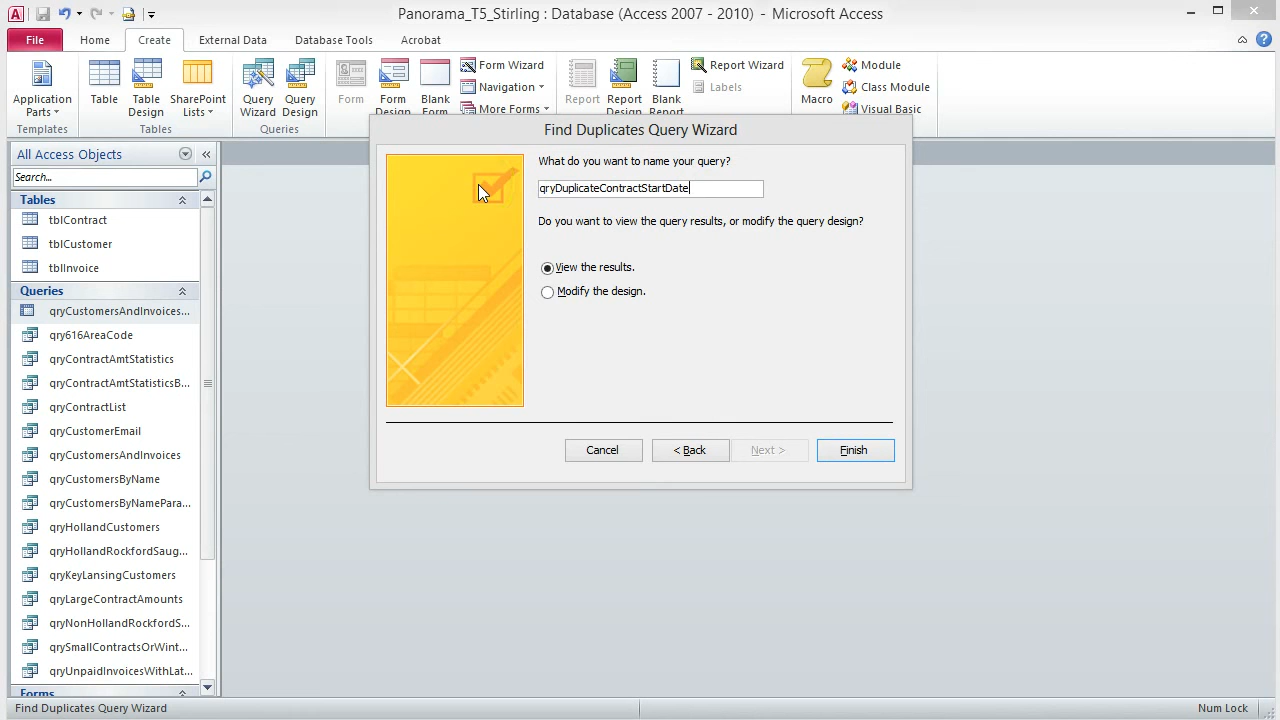 Panorama_T5_Stirling : Database (Access 2007 - 2010) - Microsoft Access
File Home Create External Data Database Tools Acrobat
Application Parts
Table
Table Design
SharePoint Lists
Query Wizard
Query Design
Form
Form Design
Blank Form
Form Wizard
Navigation
More Forms
Report
Report Design
Blank Report
Report Wizard
Labels
Macro
Module
Class Module
Visual Basic
Templates Tables Queries
All Access Objects
Search...
Tables
tblContract
tblCustomer
tblInvoice
Queries
qryCustomersAndInvoices...
qry616AreaCode
qryContractAmtStatistics
qryContractAmtStatisticsB...
qryContractList
qryCustomerEmail
qryCustomersAndInvoices
qryCustomersByName
qryCustomersByNamePara...
qryHollandCustomers
qryHollandRockfordSaug...
qryKeyLansingCustomers
qryLargeContractAmounts
qryNonHollandRockfordS...
qrySmallContractsOrWint...
qryUnpaidInvoicesWithLat...
Forms
Find Duplicates Query Wizard
What do you want to name your query?
qryDuplicateContractStartDate
Do you want to view the query results, or modify the query design?
View the results.
Modify the design.
Cancel < Back Next > Finish
Find Duplicates Query Wizard
Num Lock